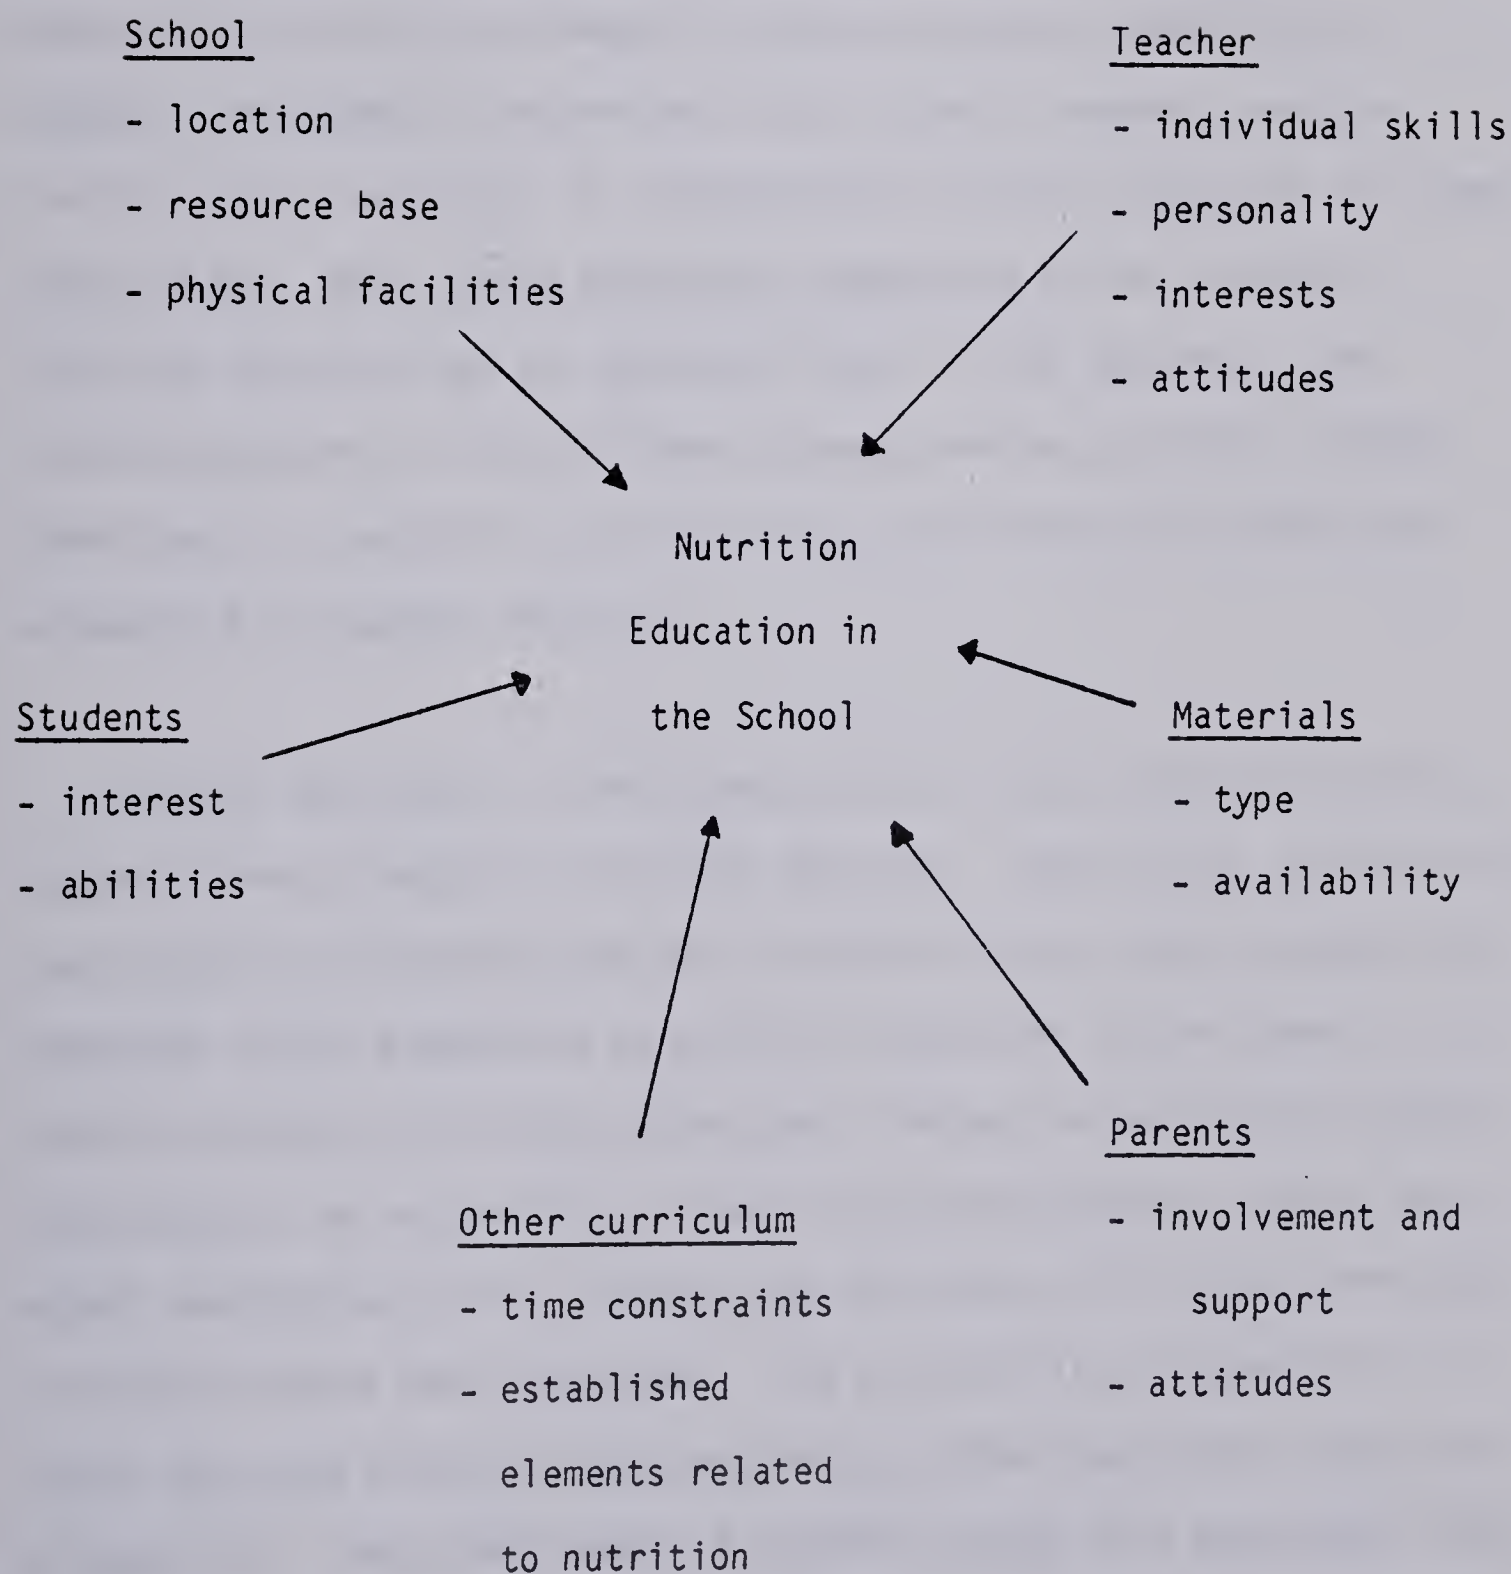 School
- location
- resource base
- physical facilities
Teacher
- individual skills
- personality
- interests
- attitudes
Nutrition
Education in
the School
Students
- interest
- abilities
Materials
- type
- availability
Other curriculum
- time constraints
- established
elements related
to nutrition
Parents
- involvement and
support
- attitudes